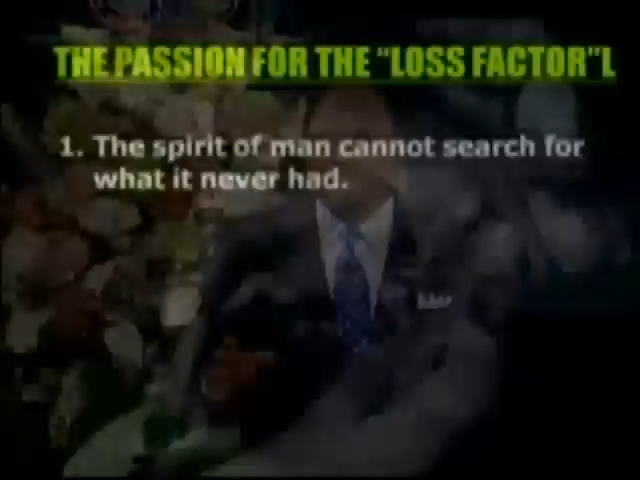 THE PASSION FOR THE "LOSS FACTOR"L
1. The spirit of man cannot search for
what it never had.